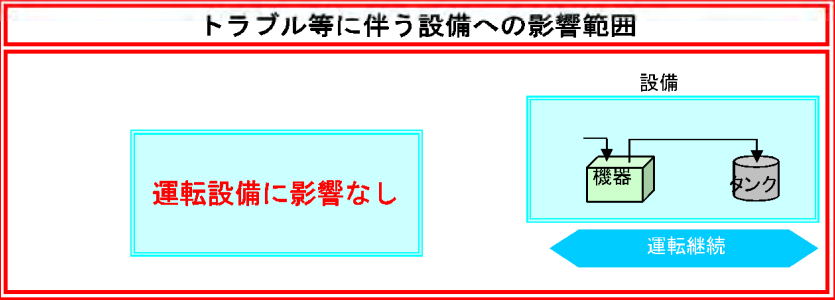 トラブル等に伴う設備への影響範囲
設備
運転設備に影響なし
機器
タンク
運転継続